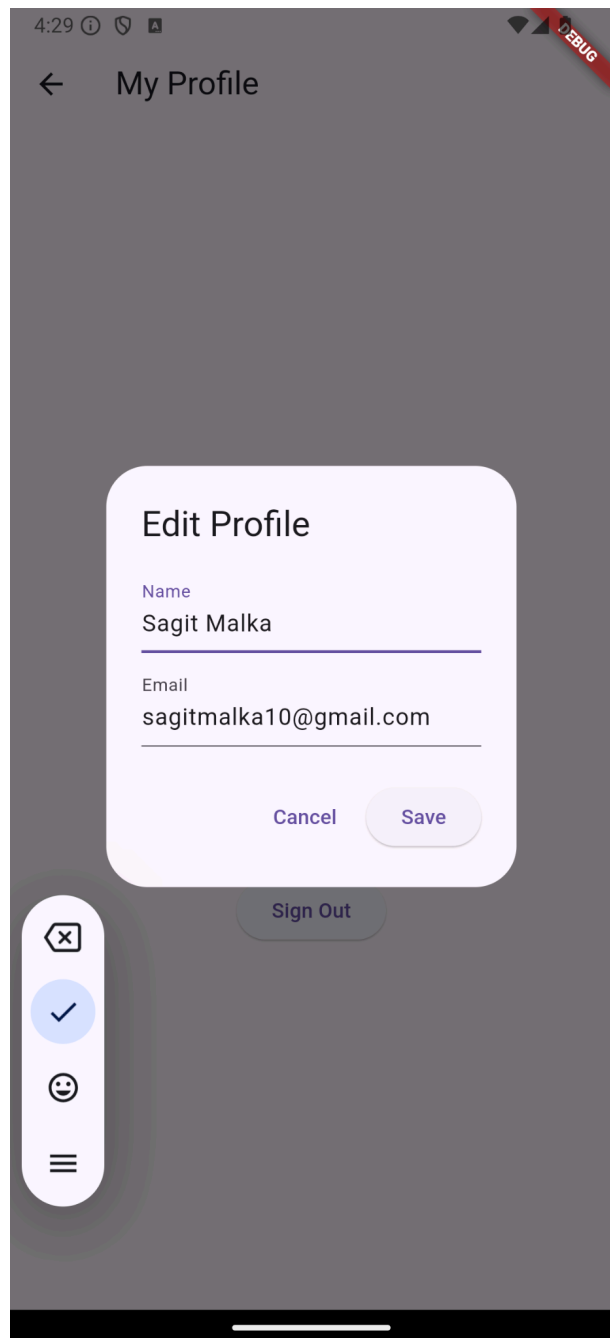 4:29
DEBUG
My Profile
Edit Profile
Name
Sagit Malka
Email
sagitmalka10@gmail.com
Cancel
Save
Sign Out